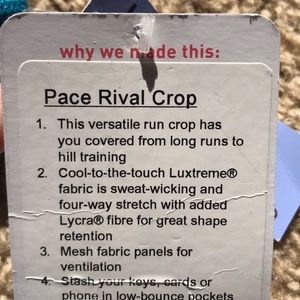 why we made this:
Pace Rival Crop
1. This versatile run crop has
you covered from long runs to
hill training
2. Cool-to-the-touch Luxtreme®
fabric is sweat-wicking and
four-way stretch with added
Lycra® fibre for great shape
retention
3. Mesh fabric panels for
ventilation
4. Stash your keys, cards or
phone in low-bounce pockets